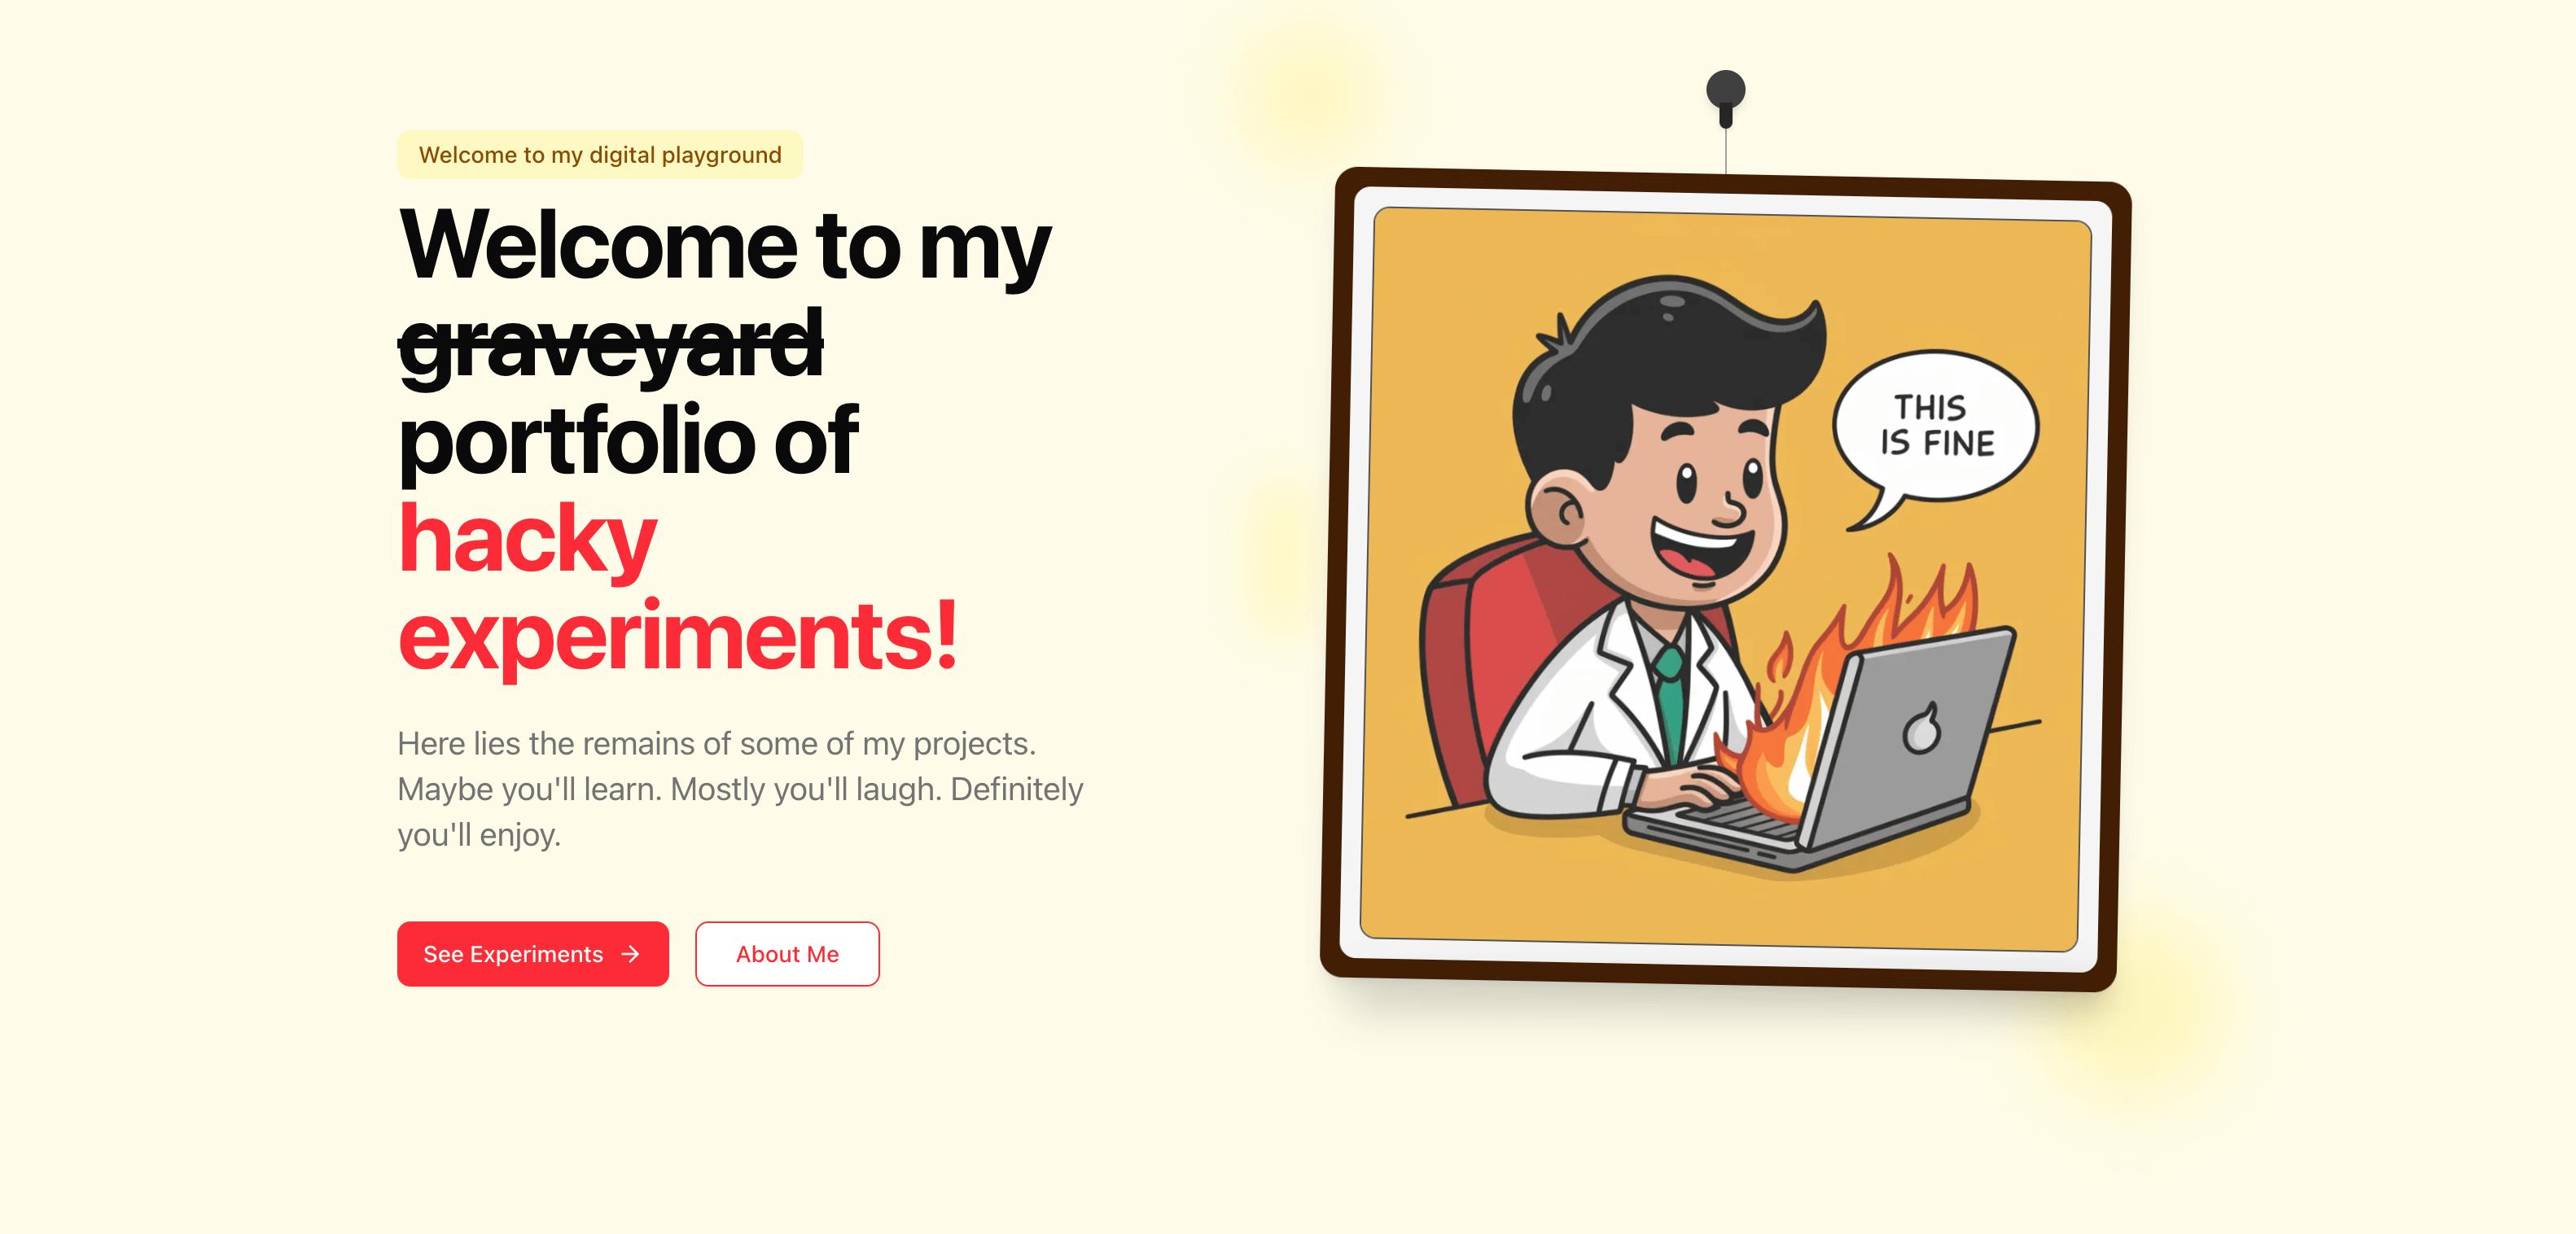 Welcome to my digital playground
Welcome to my
graveyard
portfolio of
hacky
experiments!
Here lies the remains of some of my projects.
Maybe you'll learn. Mostly you'll laugh. Definitely
you'll enjoy.
See Experiments
About Me
THIS
IS FINE